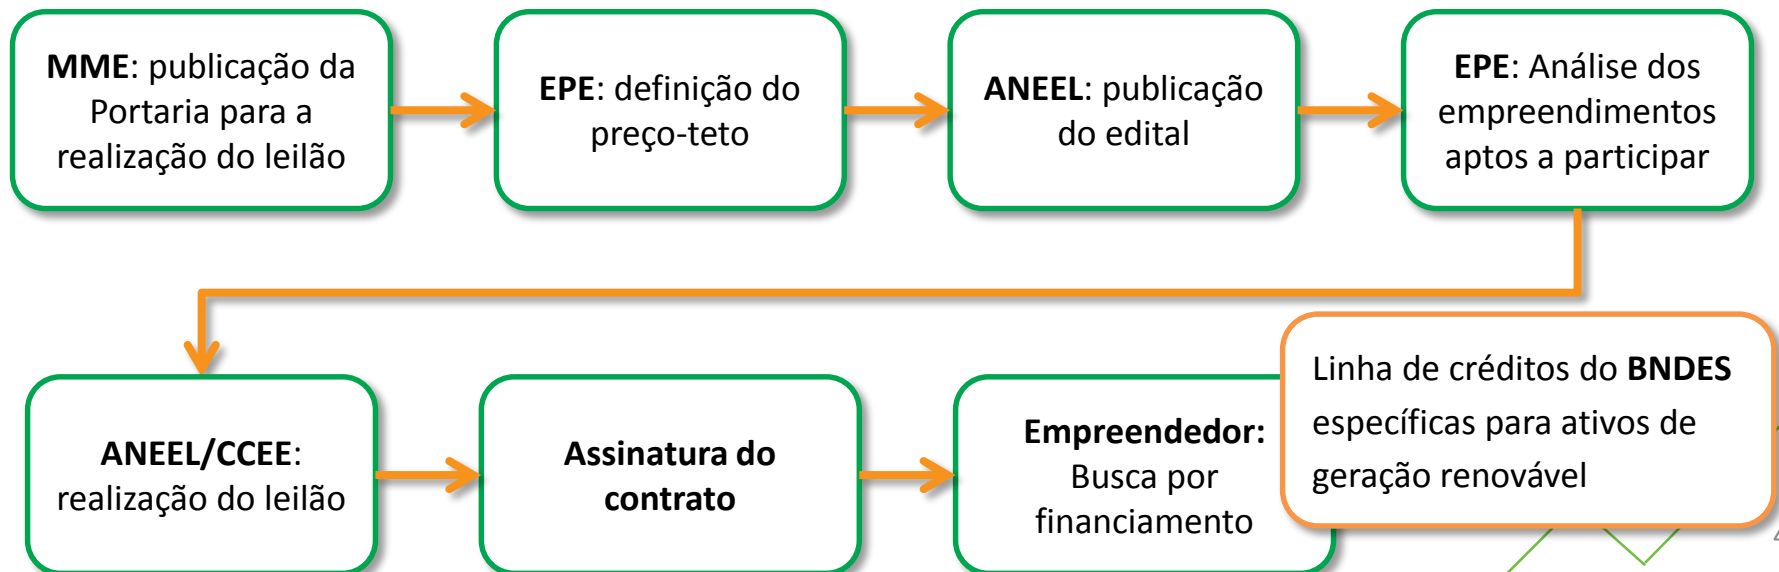 MME: publicação da
Portaria para a
realização do leilão
EPE: definição do
preço-teto
ANEEL: publicação
do edital
EPE: Análise dos
empreendimentos
aptos a participar
ANEEL/CCEE:
realização do leilão
Assinatura do
contrato
Empreendedor:
Busca por
financiamento
Linha de créditos do BNDES
específicas para ativos de
geração renovável